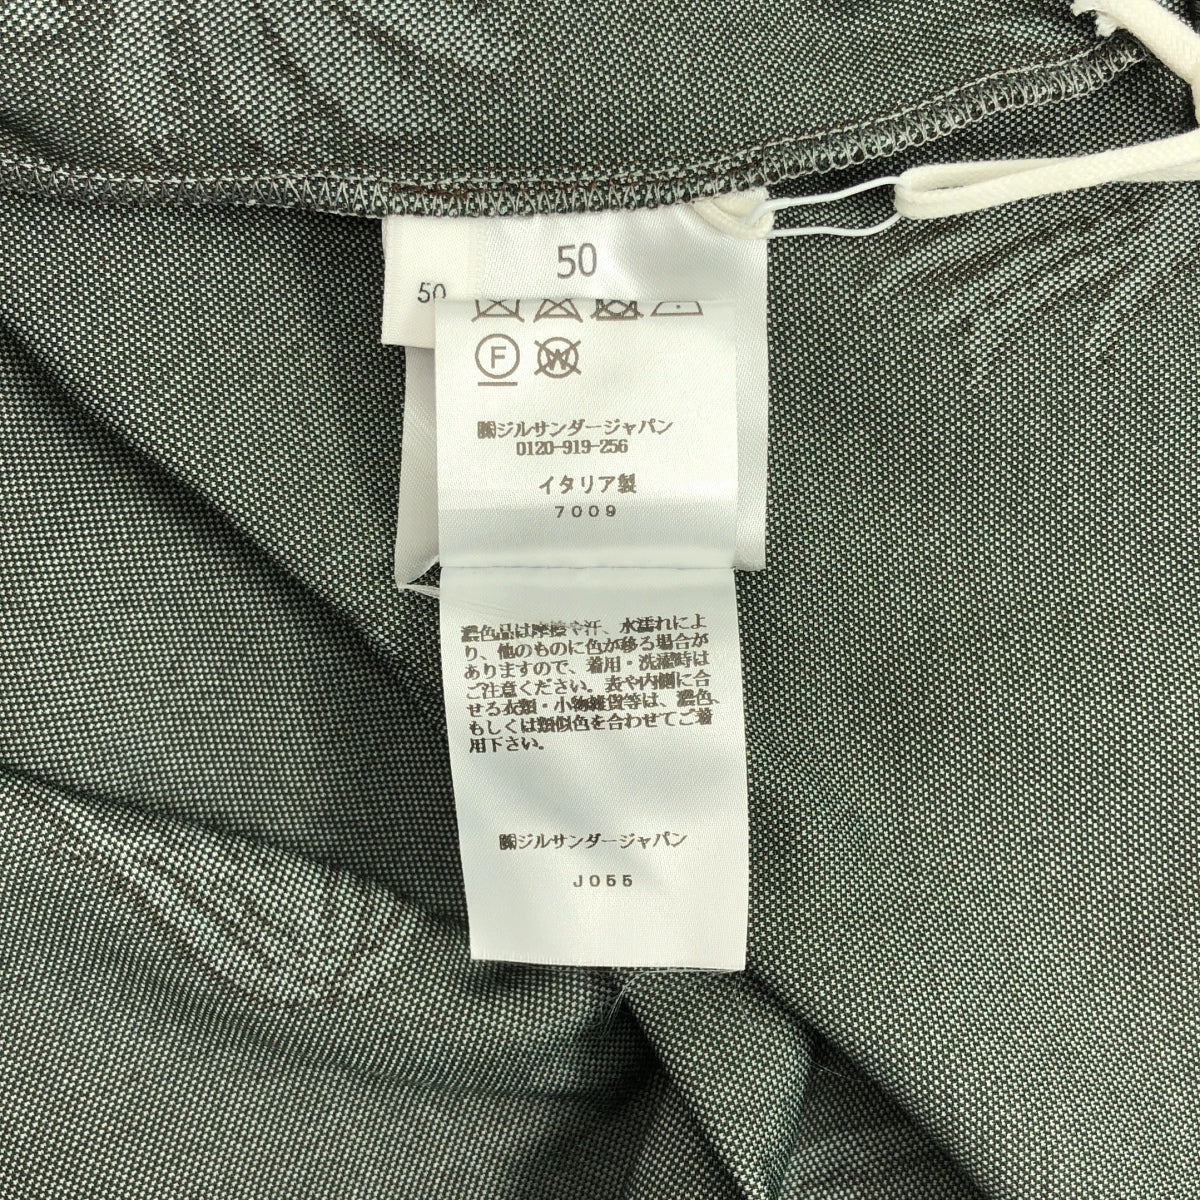 50
50
F
W
㈱ジルサンダージャパン
0120-919-256
イタリア製
7009
濃色品は摩擦や汗、水濡れによ
り、他のものに色が移る場合が
ありますので、着用・洗濯時は
ご注意ください。表や内側に合
せる衣類・小物雑貨等は、濃色、
もしくは類似色を合わせてご着
用下さい。
㈱ジルサンダージャパン
J055